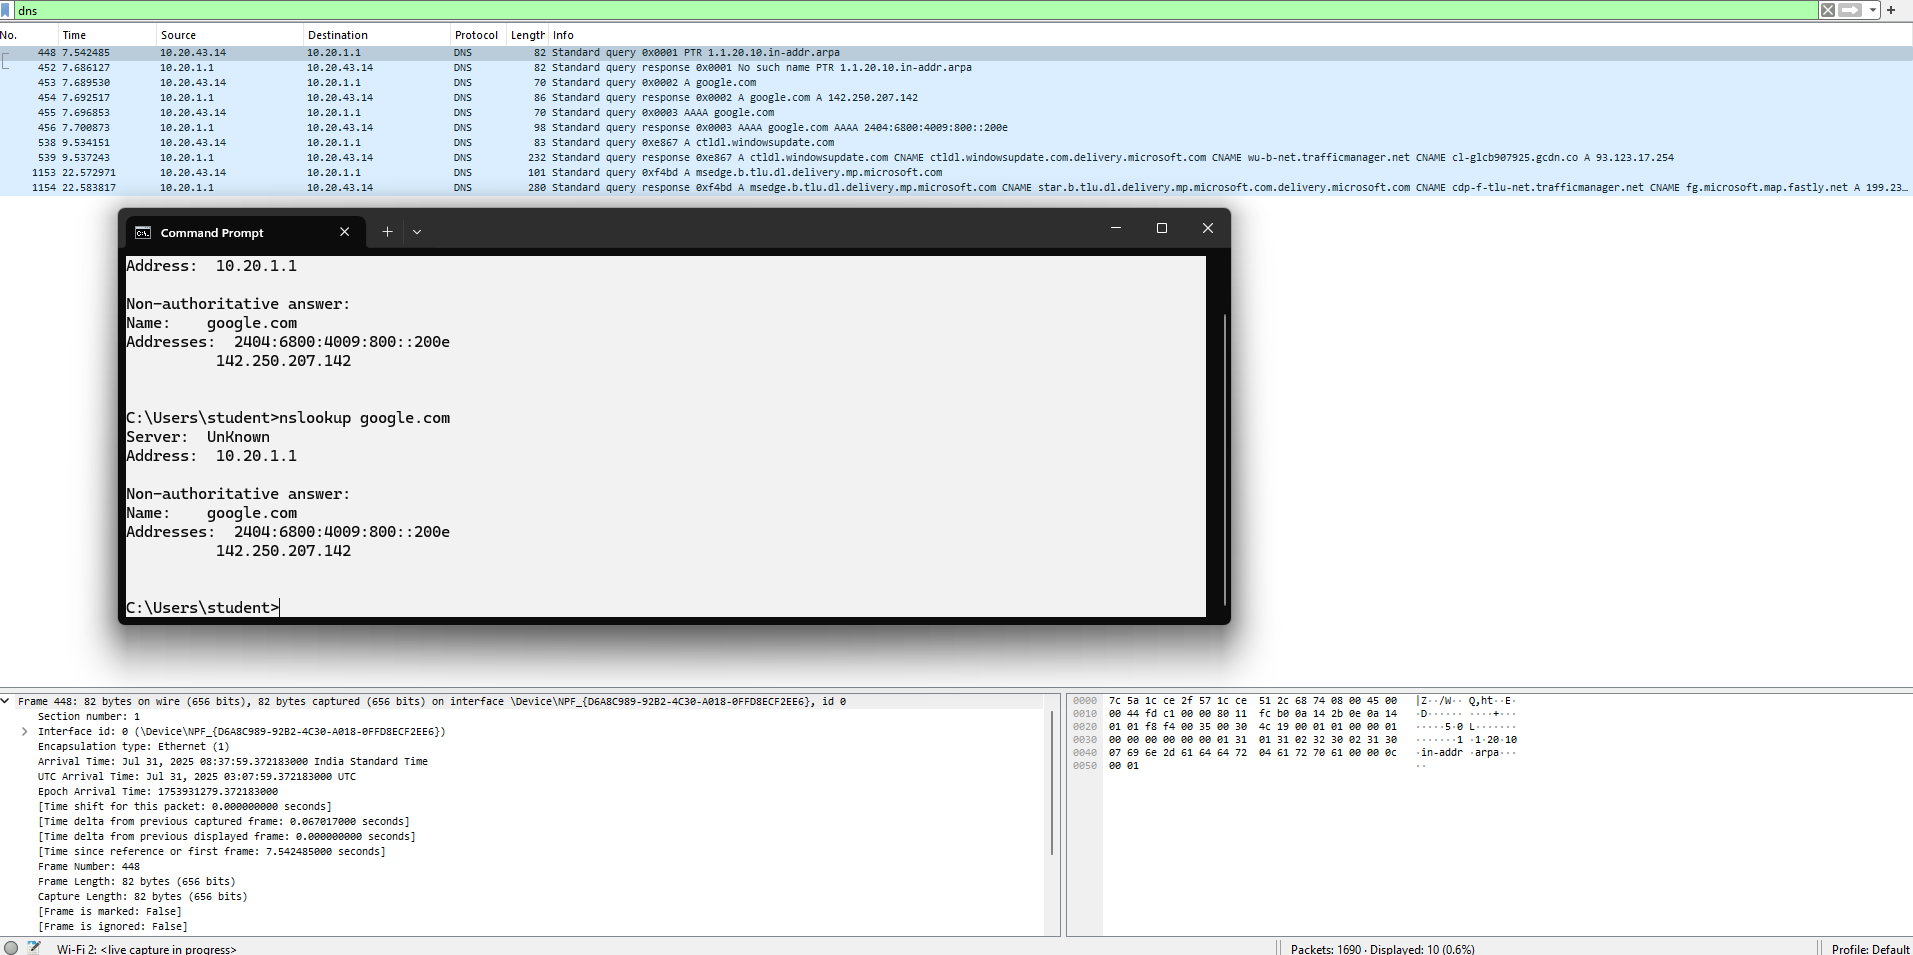 dns
No. Time Source Destination Protocol Length Info
448 7.542485 10.20.43.14 10.20.1.1 DNS 82 Standard query 0x0001 PTR 1.1.20.10.in-addr.arpa
452 7.686127 10.20.1.1 10.20.43.14 DNS 82 Standard query response 0x0001 No such name PTR 1.1.20.10.in-addr.arpa
453 7.689530 10.20.43.14 10.20.1.1 DNS 70 Standard query 0x0002 A google.com
454 7.692517 10.20.1.1 10.20.43.14 DNS 86 Standard query response 0x0002 A google.com A 142.250.207.142
455 7.696853 10.20.43.14 10.20.1.1 DNS 70 Standard query 0x0003 AAAA google.com
456 7.700873 10.20.1.1 10.20.43.14 DNS 98 Standard query response 0x0003 AAAA google.com AAAA 2404:6800:4009:800::200e
538 9.534151 10.20.43.14 10.20.1.1 DNS 83 Standard query 0xe867 A ctldl.windowsupdate.com
539 9.537243 10.20.1.1 10.20.43.14 DNS 232 Standard query response 0xe867 A ctldl.windowsupdate.com CNAME ctldl.windowsupdate.com.delivery.microsoft.com CNAME wu-b-net.trafficmanager.net CNAME cl-glcb907925.gcdn.co A 93.123.17.254
1153 22.572971 10.20.43.14 10.20.1.1 DNS 101 Standard query 0xf4bd A msedge.b.tlu.dl.delivery.mp.microsoft.com
1154 22.583817 10.20.1.1 10.20.43.14 DNS 280 Standard query response 0xf4bd A msedge.b.tlu.dl.delivery.mp.microsoft.com CNAME star.b.tlu.dl.delivery.mp.microsoft.com.delivery.microsoft.com CNAME cdp-f-tlu-net.trafficmanager.net CNAME fg.microsoft.map.fastly.net A 199.23…
Command Prompt
Address:  10.20.1.1
Non-authoritative answer:
Name:    google.com
Addresses:  2404:6800:4009:800::200e
142.250.207.142
C:\Users\student>nslookup google.com
Server:  UnKnown
Address:  10.20.1.1
Non-authoritative answer:
Name:    google.com
Addresses:  2404:6800:4009:800::200e
142.250.207.142
C:\Users\student>
Frame 448: 82 bytes on wire (656 bits), 82 bytes captured (656 bits) on interface \Device\NPF_{D6A8C989-92B2-4C30-A018-0FFD8ECF2EE6}, id 0
Section number: 1
Interface id: 0 (\Device\NPF_{D6A8C989-92B2-4C30-A018-0FFD8ECF2EE6})
Encapsulation type: Ethernet (1)
Arrival Time: Jul 31, 2025 08:37:59.372183000 India Standard Time
UTC Arrival Time: Jul 31, 2025 03:07:59.372183000 UTC
Epoch Arrival Time: 1753931279.372183000
[Time shift for this packet: 0.000000000 seconds]
[Time delta from previous captured frame: 0.067017000 seconds]
[Time delta from previous displayed frame: 0.000000000 seconds]
[Time since reference or first frame: 7.542485000 seconds]
Frame Number: 448
Frame Length: 82 bytes (656 bits)
Capture Length: 82 bytes (656 bits)
[Frame is marked: False]
[Frame is ignored: False]
0000 7c 5a 1c ce 2f 57 1c ce 51 2c 68 74 08 00 45 00 |Z··/W·· Q,ht··E·
0010 00 44 fd c1 00 00 80 11 fc b0 0a 14 2b 0e 0a 14 ·D······ ····+···
0020 01 01 f8 f4 00 35 00 30 4c 19 00 01 01 00 00 01 ·····5·0 L·······
0030 00 00 00 00 00 00 01 31 01 31 02 32 30 02 31 30 ·······1 ·1·20·10
0040 07 69 6e 2d 61 64 64 72 04 61 72 70 61 00 00 0c ·in-addr ·arpa···
0050 00 01 ··
Wi-Fi 2: <live capture in progress>
Packets: 1690 · Displayed: 10 (0.6%)
Profile: Default